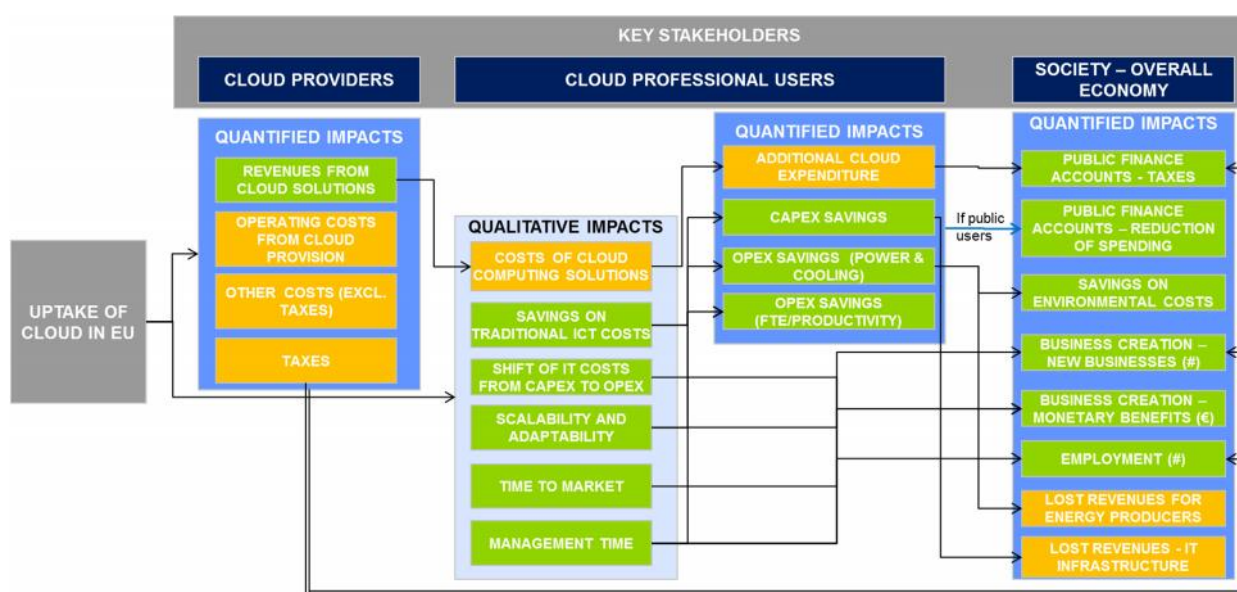 KEY STAKEHOLDERS
CLOUD PROVIDERS
CLOUD PROFESSIONAL USERS
SOCIETY – OVERALL
ECONOMY
UPTAKE OF
CLOUD IN EU
QUANTIFIED IMPACTS
REVENUES FROM
CLOUD SOLUTIONS
OPERATING COSTS
FROM CLOUD
PROVISION
OTHER COSTS (EXCL.
TAXES)
TAXES
QUALITATIVE IMPACTS
COSTS OF CLOUD
COMPUTING SOLUTIONS
SAVINGS ON
TRADITIONAL ICT COSTS
SHIFT OF IT COSTS
FROM CAPEX TO OPEX
SCALABILITY AND
ADAPTABILITY
TIME TO MARKET
MANAGEMENT TIME
QUANTIFIED IMPACTS
ADDITIONAL CLOUD
EXPENDITURE
CAPEX SAVINGS
OPEX SAVINGS (POWER &
COOLING)
OPEX SAVINGS
(FTE/PRODUCTIVITY)
If public
users
QUANTIFIED IMPACTS
PUBLIC FINANCE
ACCOUNTS - TAXES
PUBLIC FINANCE
ACCOUNTS – REDUCTION
OF SPENDING
SAVINGS ON
ENVIRONMENTAL COSTS
BUSINESS CREATION –
NEW BUSINESSES (#)
BUSINESS CREATION –
MONETARY BENEFITS (€)
EMPLOYMENT (#)
LOST REVENUES FOR
ENERGY PRODUCERS
LOST REVENUES - IT
INFRASTRUCTURE